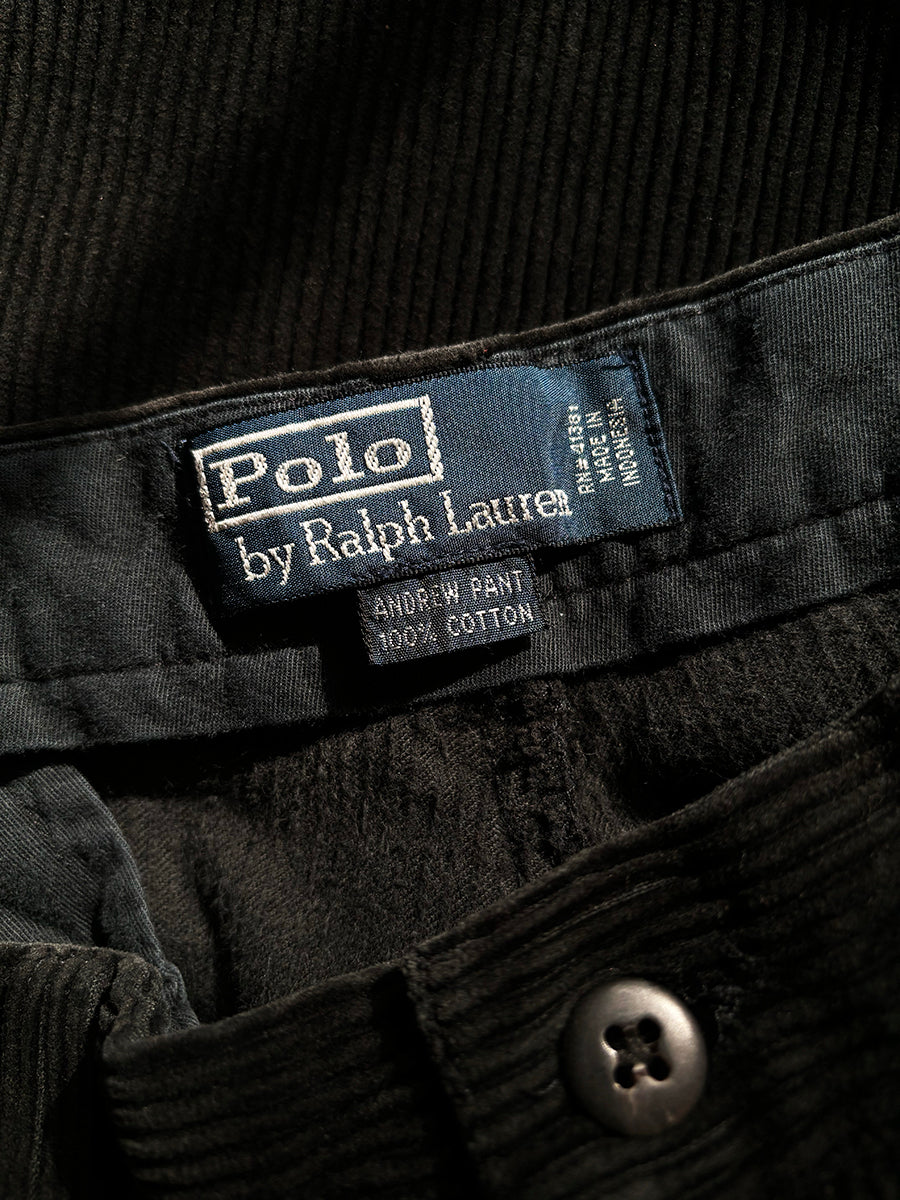 Polo
by Ralph Lauren
RN# 41381
MADE IN
INDONESIA
ANDREW PANT
100% COTTON